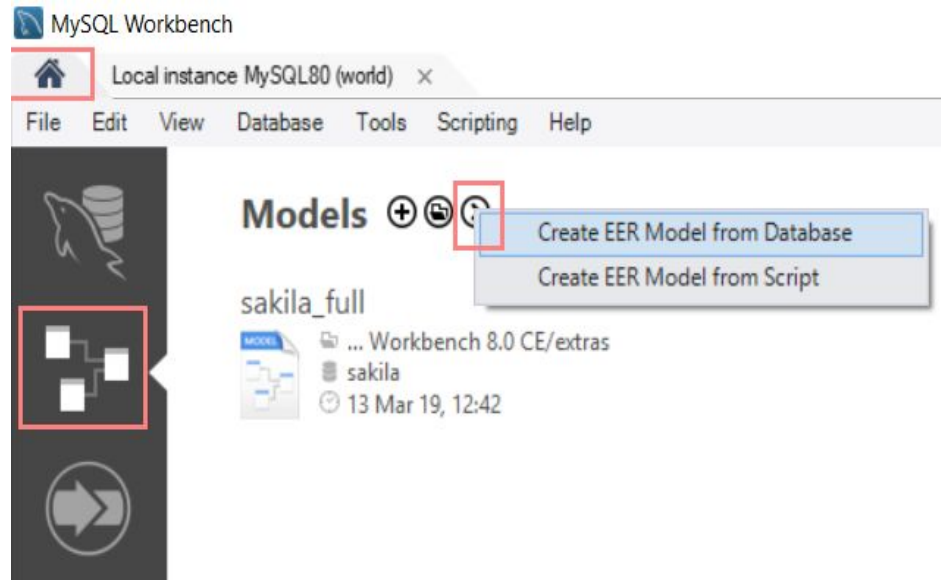 MySQL Workbench
Local instance MySQL80 (world) ×
File Edit View Database Tools Scripting Help
Models
Create EER Model from Database
Create EER Model from Script
sakila_full
MODEL
... Workbench 8.0 CE/extras
sakila
13 Mar 19, 12:42